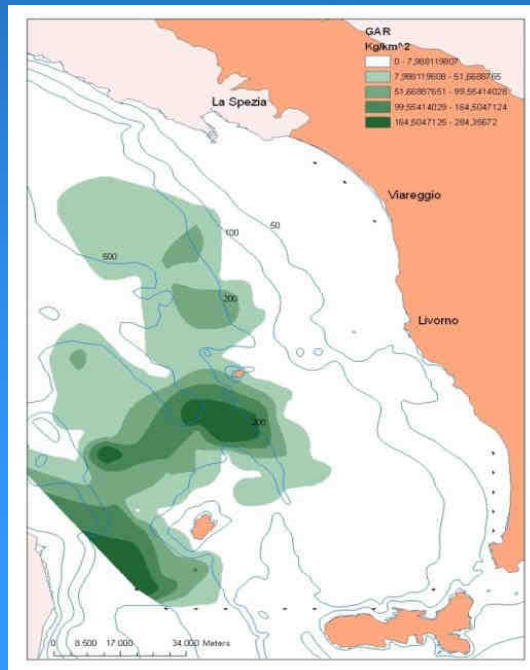 GAR
Kg/km^2
0 - 7,988119807
7,988119808 - 51,6688765
51,66887651 - 99,55414028
99,55414029 - 164,5047124
164,5047125 - 284,35672
La Spezia
Viareggio
50
100
500
200
Livorno
200
0 8.500 17 000 34 000 Meters